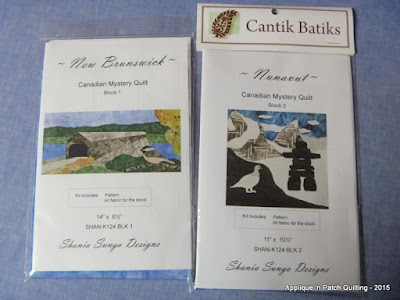 ~ New Brunswick ~
Canadian Mystery Quilt
Block 1
Kit Includes: Pattern
All fabric for the block
14" x 6½"
SHAN-K124 BLK 1
Shania Sunga Designs
Cantik Batiks
~ Nunavut ~
Canadian Mystery Quilt
Block 2
Kit Includes: Pattern
All fabric for the block
11" x 10½"
SHAN-K124 BLK 2
Shania Sunga Designs
Applique 'n Patch Quilting - 2015